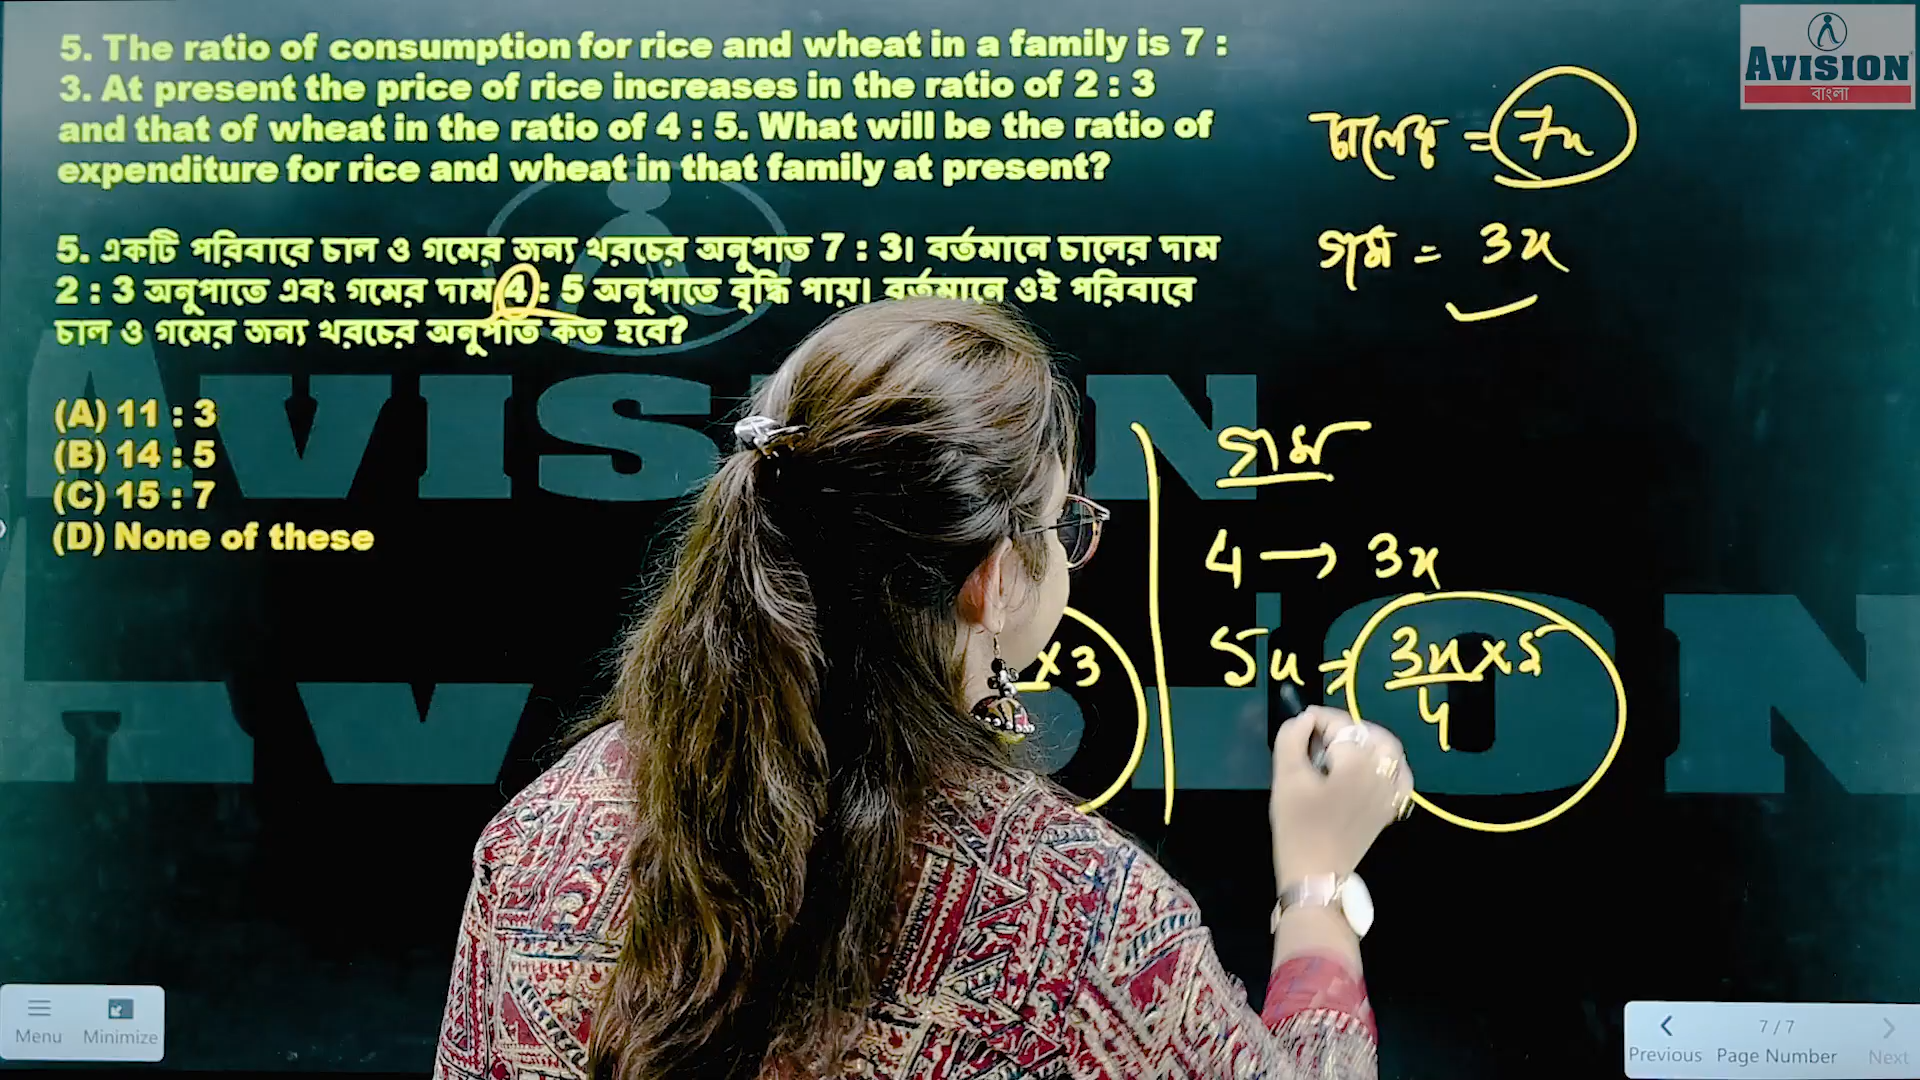 5. The ratio of consumption for rice and wheat in a family is 7 :
3. At present the price of rice increases in the ratio of 2 : 3
and that of wheat in the ratio of 4 : 5. What will be the ratio of
expenditure for rice and wheat in that family at present?
5. একটি পরিবারে চাল ও গমের জন্য খরচের অনুপাত 7 : 3। বর্তমানে চালের দাম
2 : 3 অনুপাতে এবং গমের দাম 4 : 5 অনুপাতে বৃদ্ধি পায়। বর্তমানে ওই পরিবারে
চাল ও গমের জন্য খরচের অনুপাত কত হবে?
(A) 11 : 3
(B) 14 : 5
(C) 15 : 7
(D) None of these
চালের = 7x
গম = 3x
× 3
গম
4 → 3x
5x = 3x × 5
4
AVISION
বাংলা
AVISION
Menu
Minimize
7 / 7
Previous
Page Number
Next